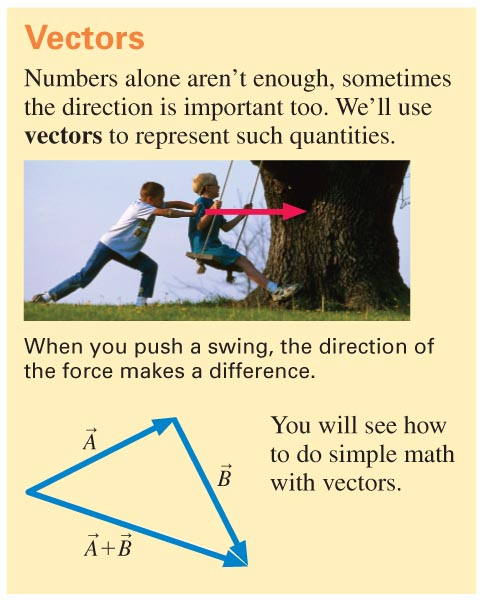 Vectors
Numbers alone aren't enough, sometimes
the direction is important too. We'll use
vectors to represent such quantities.
When you push a swing, the direction of
the force makes a difference.
A⃗
B⃗
A⃗+B⃗
You will see how
to do simple math
with vectors.